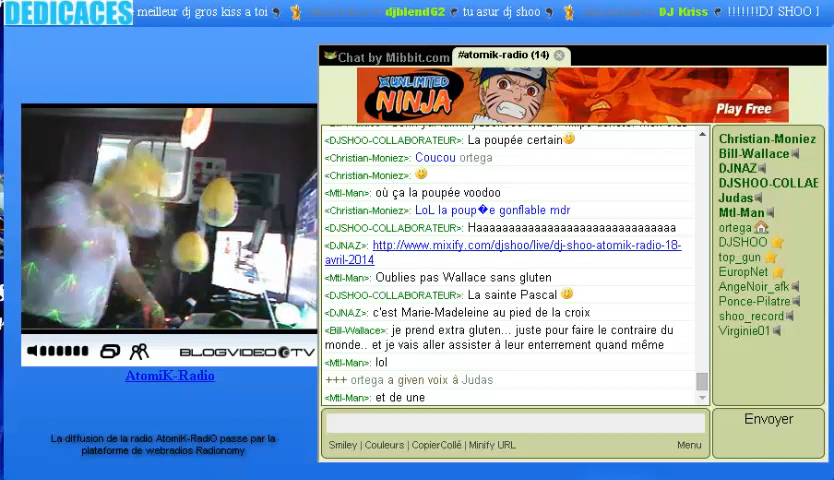 DEDICACES meilleur dj gros kiss a toi djblend62 tu asur dj shoo DJ Kriss !!!!!!!DJ SHOO !
Chat by Mibbit.com #atomik-radio (14)
UNLIMITED
NINJA
Play Free
<DJSHOO-COLLABORATEUR>: La poupée certain
<Christian-Moniez>: Coucou ortega
<Christian-Moniez>:
<Mtl-Man>: où ça la poupée voodoo
<Christian-Moniez>: LoL la poup�e gonflable mdr
<DJSHOO-COLLABORATEUR>: Haaaaaaaaaaaaaaaaaaaaaaaaaaaaaaa
<DJNAZ>: http://www.mixify.com/djshoo/live/dj-shoo-atomik-radio-18-
avril-2014
<Mtl-Man>: Oublies pas Wallace sans gluten
<DJSHOO-COLLABORATEUR>: La sainte Pascal
<DJNAZ>: c'est Marie-Madeleine au pied de la croix
<Bill-Wallace>: je prend extra gluten... juste pour faire le contraire du
monde.. et je vais aller assister à leur enterrement quand même
<Mtl-Man>: lol
+++ ortega a given voix à Judas
<Mtl-Man>: et de une
Christian-Moniez
Bill-Wallace
DJNAZ
DJSHOO-COLLAE
Judas
Mtl-Man
ortega
DJSHOO
top_gun
EuropNet
AngeNoir_afk
Ponce-Pilatre
shoo_record
Virginie01
Envoyer
Smiley | Couleurs | CopierCollé | Minify URL Menu
BLOGVIDEO TV
AtomiK-Radio
La diffusion de la radio AtomiK-RadiO passe par la
plateforme de webradios Radionomy